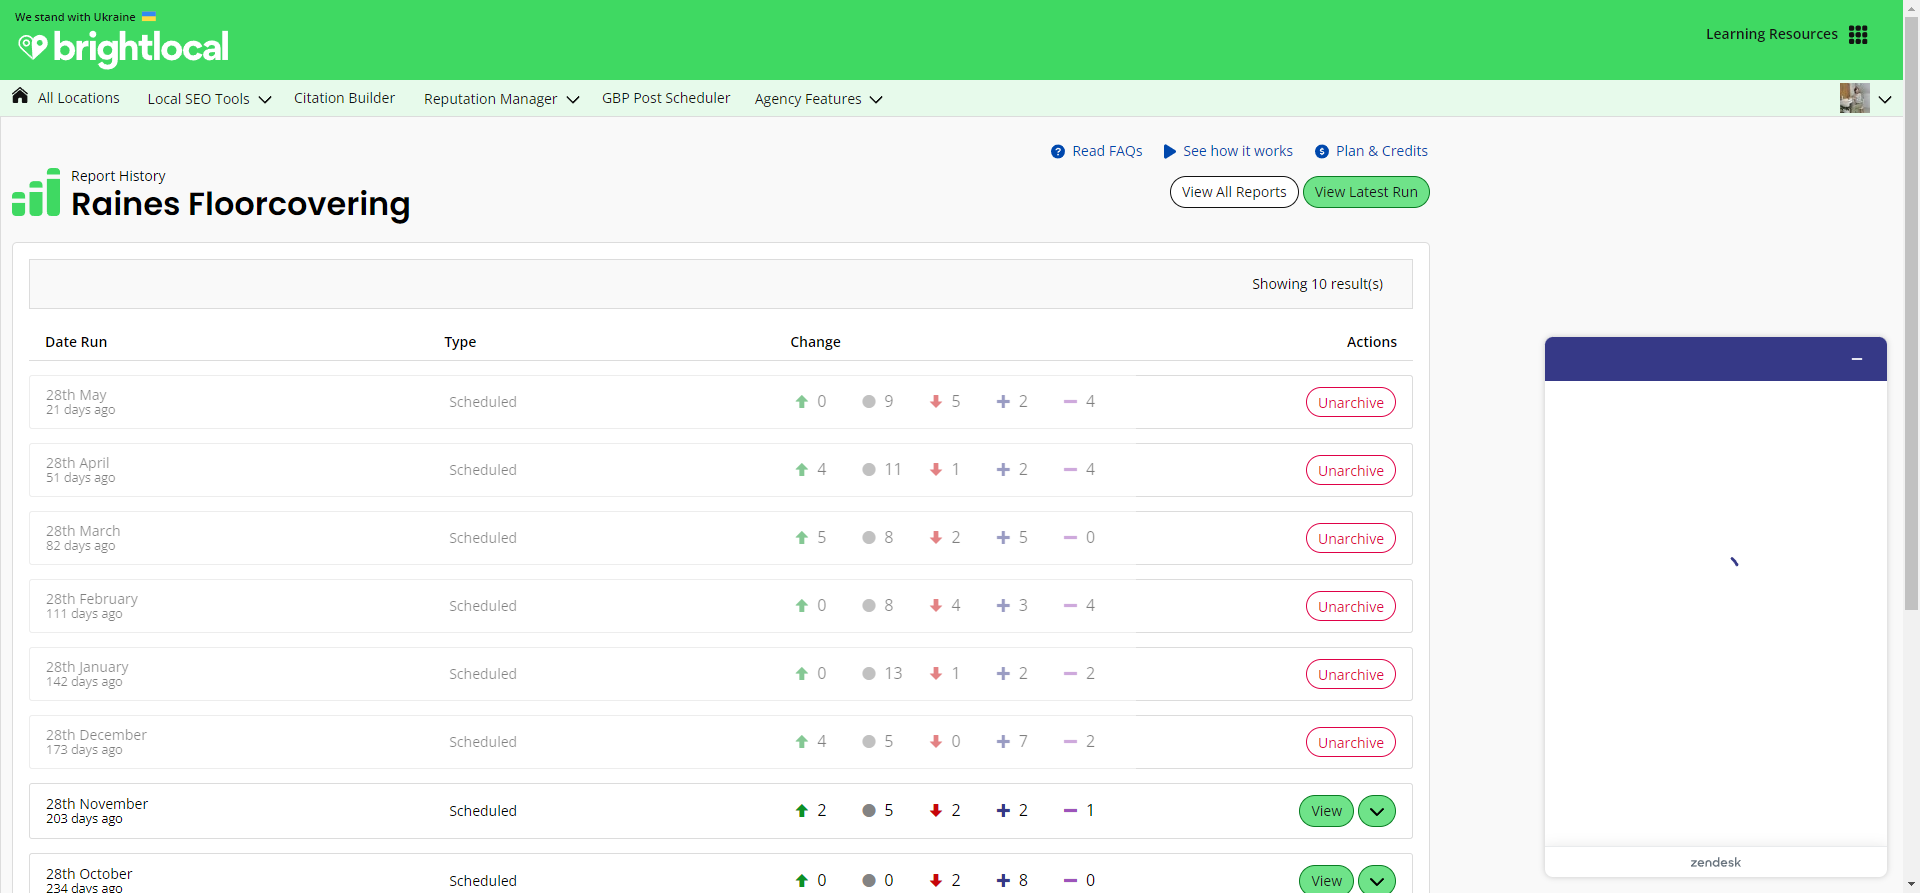 We stand with Ukraine
brightlocal
Learning Resources
All Locations Local SEO Tools Citation Builder Reputation Manager GBP Post Scheduler Agency Features
Read FAQs See how it works Plan & Credits
Report History
Raines Floorcovering
View All Reports View Latest Run
Showing 10 result(s)
Date Run Type Change Actions
28th May
21 days ago
Scheduled 0 9 5 2 4 Unarchive
28th April
51 days ago
Scheduled 4 11 1 2 4 Unarchive
28th March
82 days ago
Scheduled 5 8 2 5 0 Unarchive
28th February
111 days ago
Scheduled 0 8 4 3 4 Unarchive
28th January
142 days ago
Scheduled 0 13 1 2 2 Unarchive
28th December
173 days ago
Scheduled 4 5 0 7 2 Unarchive
28th November
203 days ago
Scheduled 2 5 2 2 1 View
28th October
234 days ago
Scheduled 0 0 2 8 0 View
zendesk